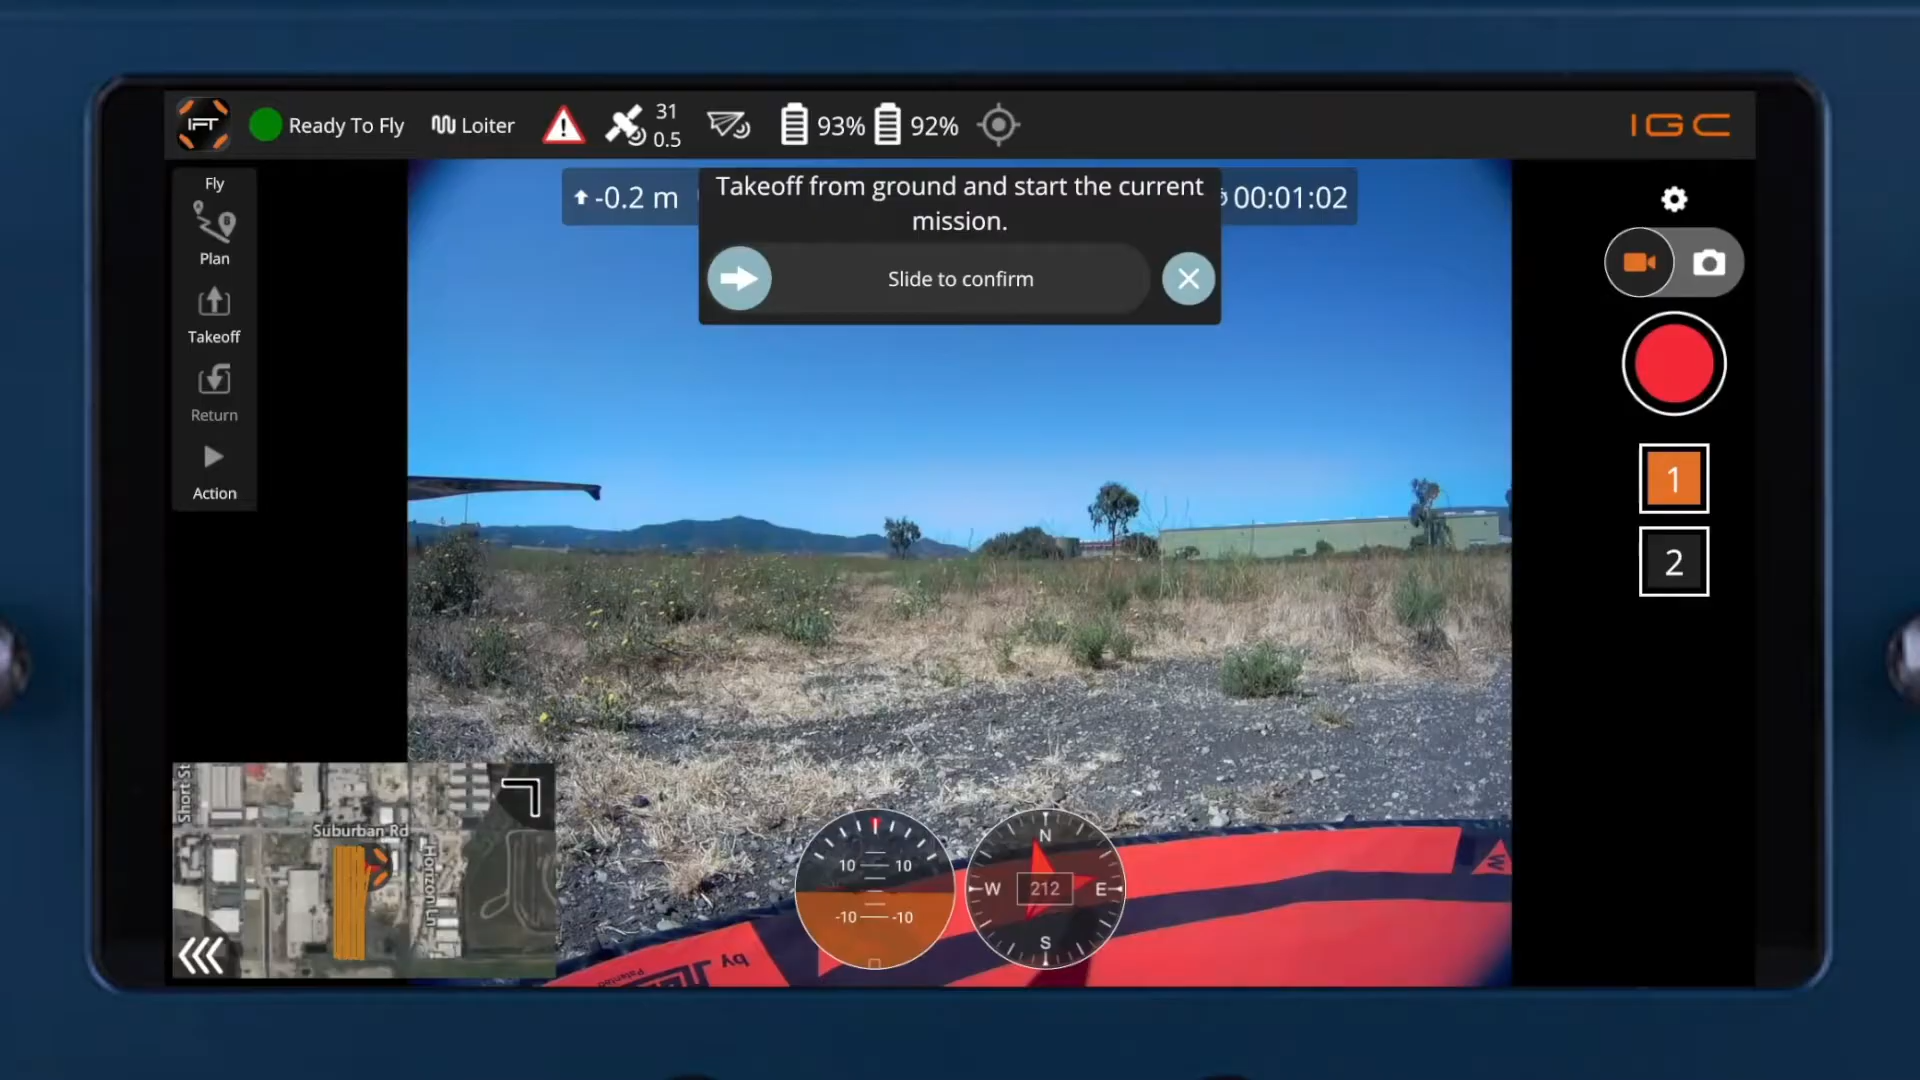 IFT
Ready To Fly
Loiter
31
0.5
93%
92%
IGC
Fly
Plan
Takeoff
Return
Action
-0.2 m
Takeoff from ground and start the current
mission.
00:01:02
Slide to confirm
1
2
Short St
Suburban Rd
Horizon Ln
10 10
-10 -10
N
W 212 E
S
by
W